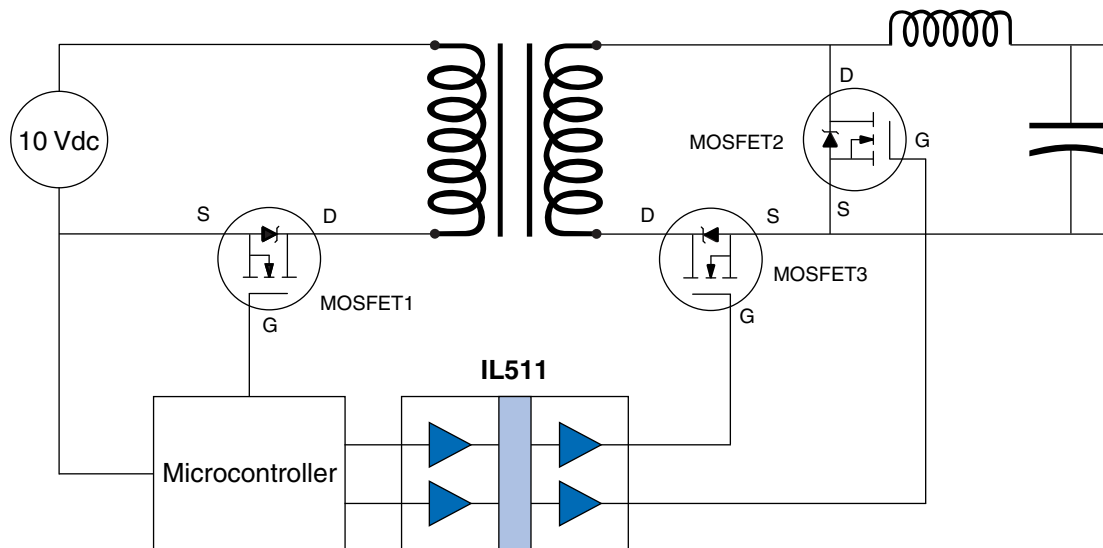 10 Vdc
S
D
MOSFET1
G
D
S
MOSFET3
G
D
MOSFET2
G
S
IL511
Microcontroller